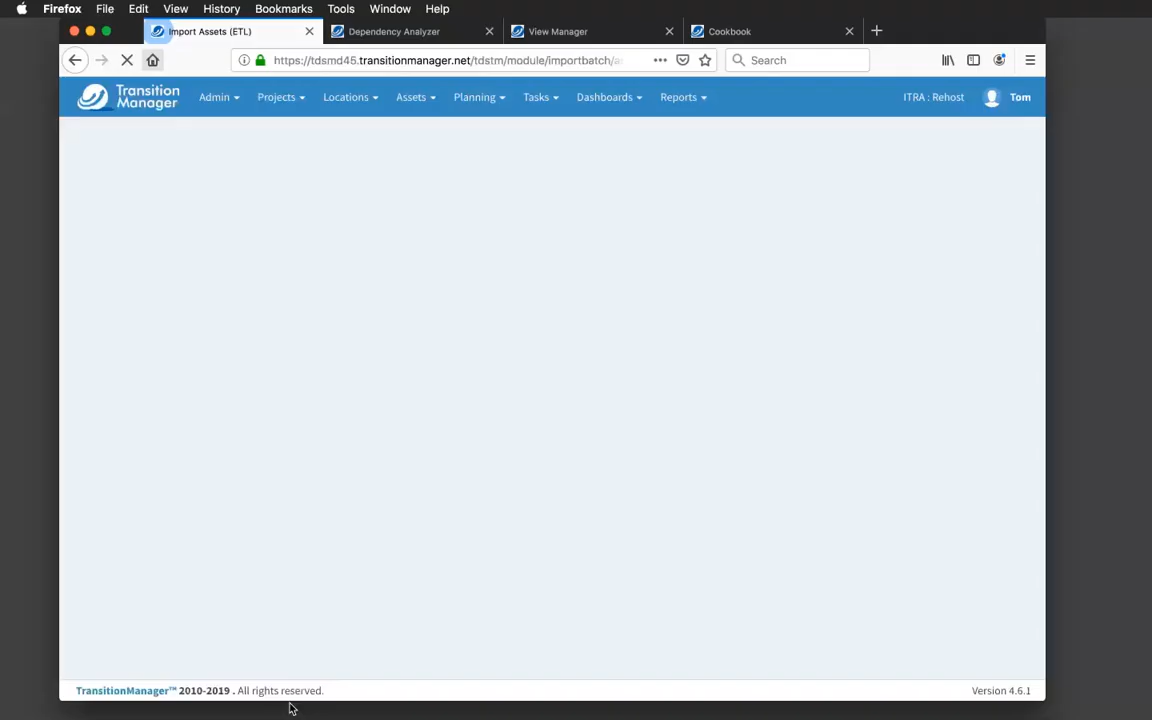 Firefox File Edit View History Bookmarks Tools Window Help
Import Assets (ETL) Dependency Analyzer View Manager Cookbook
https://tdsmd45.transitionmanager.net/tdstm/module/importbatch/ Search
Transition Manager
Admin Projects Locations Assets Planning Tasks Dashboards Reports ITRA : Rehost Tom
TransitionManager™ 2010-2019 . All rights reserved. Version 4.6.1